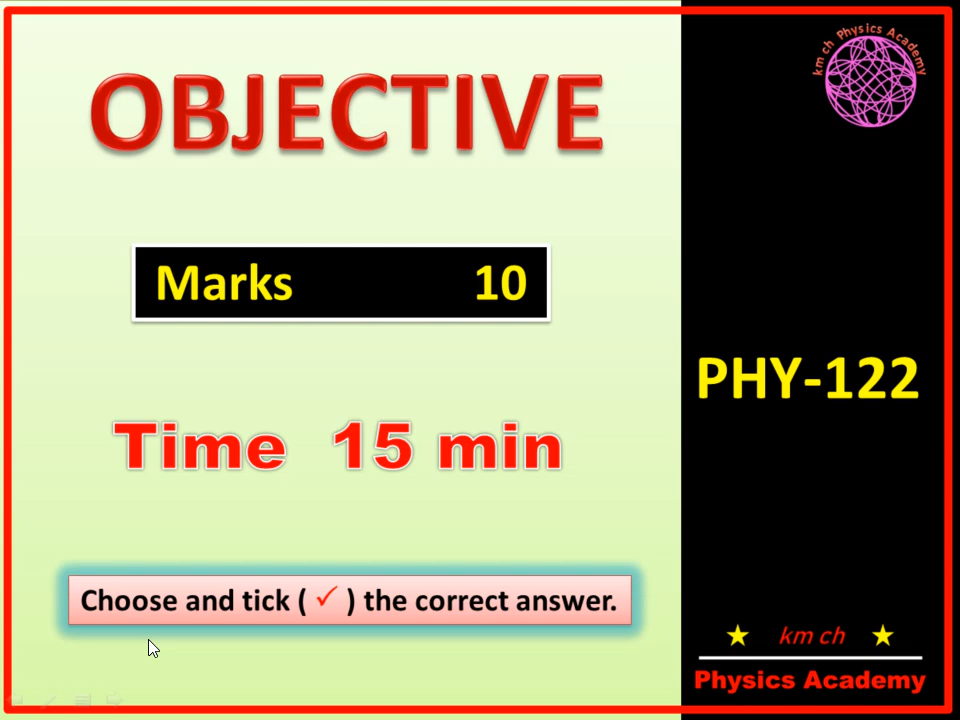 OBJECTIVE
Marks 10
Time 15 min
Choose and tick ( ✓ ) the correct answer.
km ch Physics Academy
PHY-122
★ km ch ★
Physics Academy